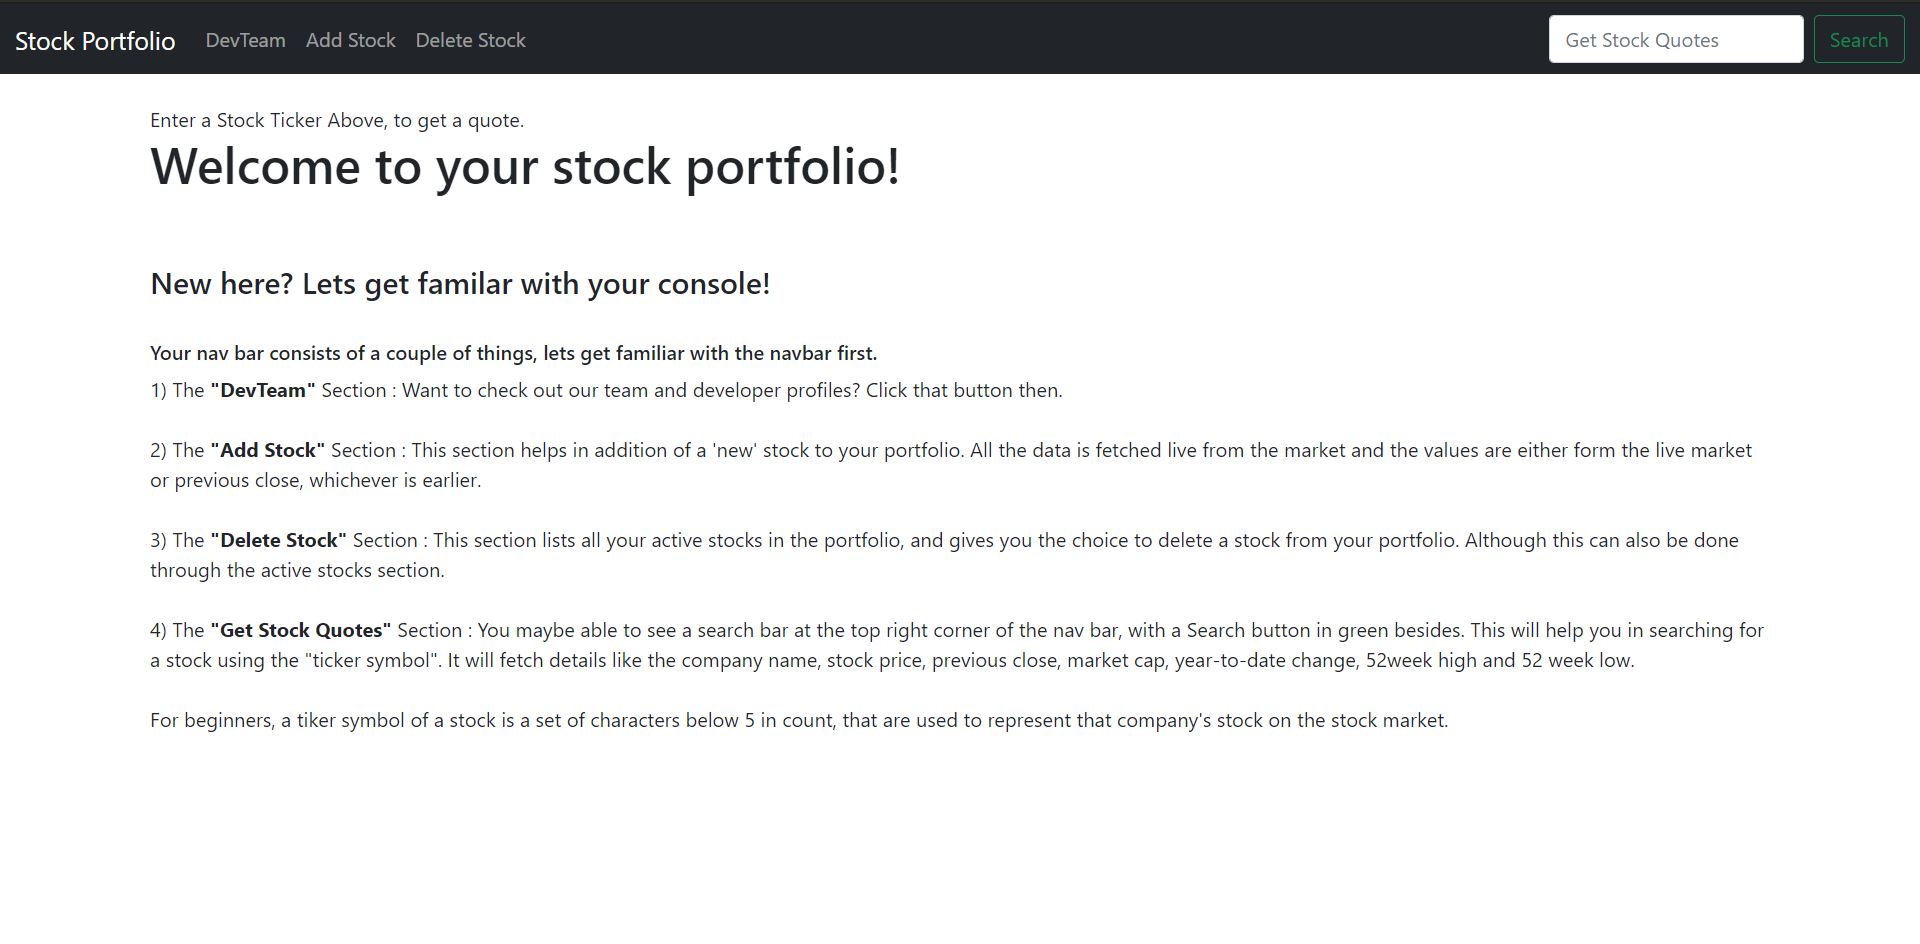 Stock Portfolio DevTeam Add Stock Delete Stock Get Stock Quotes Search
Enter a Stock Ticker Above, to get a quote.
Welcome to your stock portfolio!
New here? Lets get familar with your console!
Your nav bar consists of a couple of things, lets get familiar with the navbar first.
1) The "DevTeam" Section : Want to check out our team and developer profiles? Click that button then.
2) The "Add Stock" Section : This section helps in addition of a 'new' stock to your portfolio. All the data is fetched live from the market and the values are either form the live market
or previous close, whichever is earlier.
3) The "Delete Stock" Section : This section lists all your active stocks in the portfolio, and gives you the choice to delete a stock from your portfolio. Although this can also be done
through the active stocks section.
4) The "Get Stock Quotes" Section : You maybe able to see a search bar at the top right corner of the nav bar, with a Search button in green besides. This will help you in searching for
a stock using the "ticker symbol". It will fetch details like the company name, stock price, previous close, market cap, year-to-date change, 52week high and 52 week low.
For beginners, a tiker symbol of a stock is a set of characters below 5 in count, that are used to represent that company's stock on the stock market.